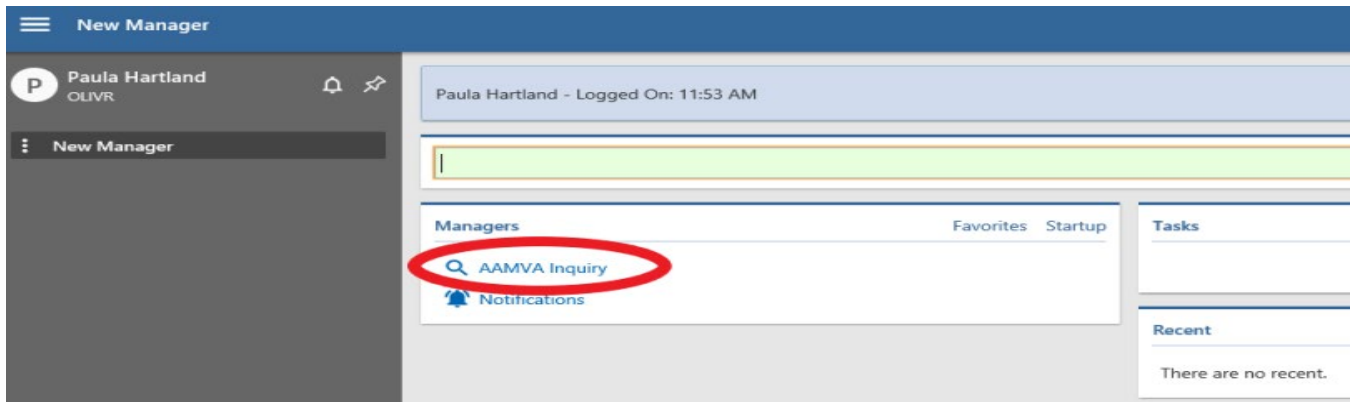 New Manager
P
Paula Hartland
OLIVR
New Manager
Paula Hartland - Logged On: 11:53 AM
Managers
Favorites Startup
AAMVA Inquiry
Notifications
Tasks
Recent
There are no recent.